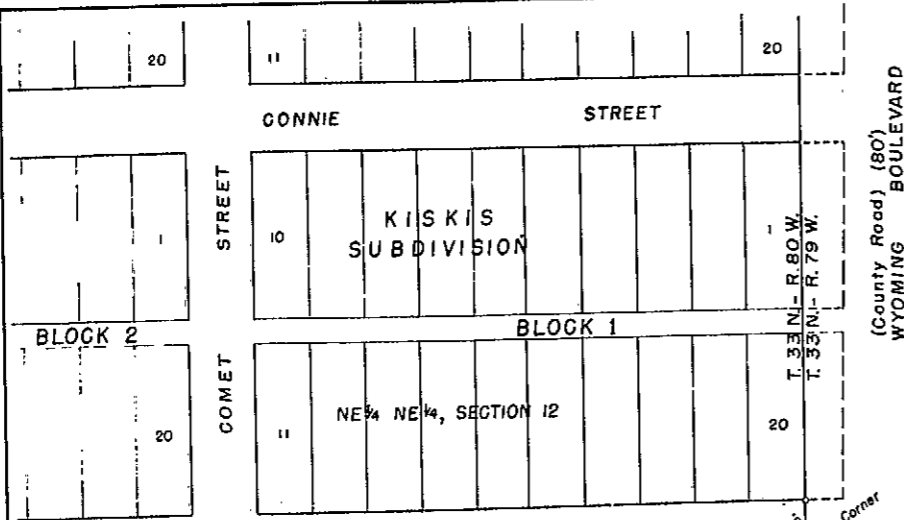 20
11
20
CONNIE STREET
(County Road) (80')
WYOMING BOULEVARD
STREET
COMET
1
10
KISKIS
SUBDIVISION
1
T. 33 N. - R. 80 W.
T. 33 N. - R. 79 W.
BLOCK 2
BLOCK 1
20
11
NE¼ NE¼, SECTION 12
20
Corner